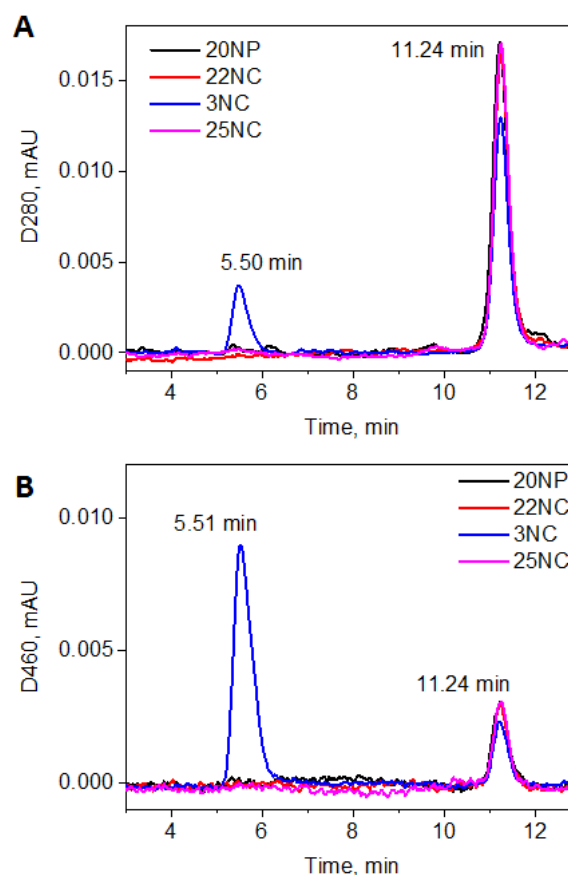 A
20NP
22NC
3NC
25NC
11.24 min
5.50 min
D280, mAU
0.015
0.010
0.005
0.000
4 6 8 10 12
Time, min
B
20NP
22NC
3NC
25NC
5.51 min
11.24 min
D460, mAU
0.010
0.005
0.000
4 6 8 10 12
Time, min